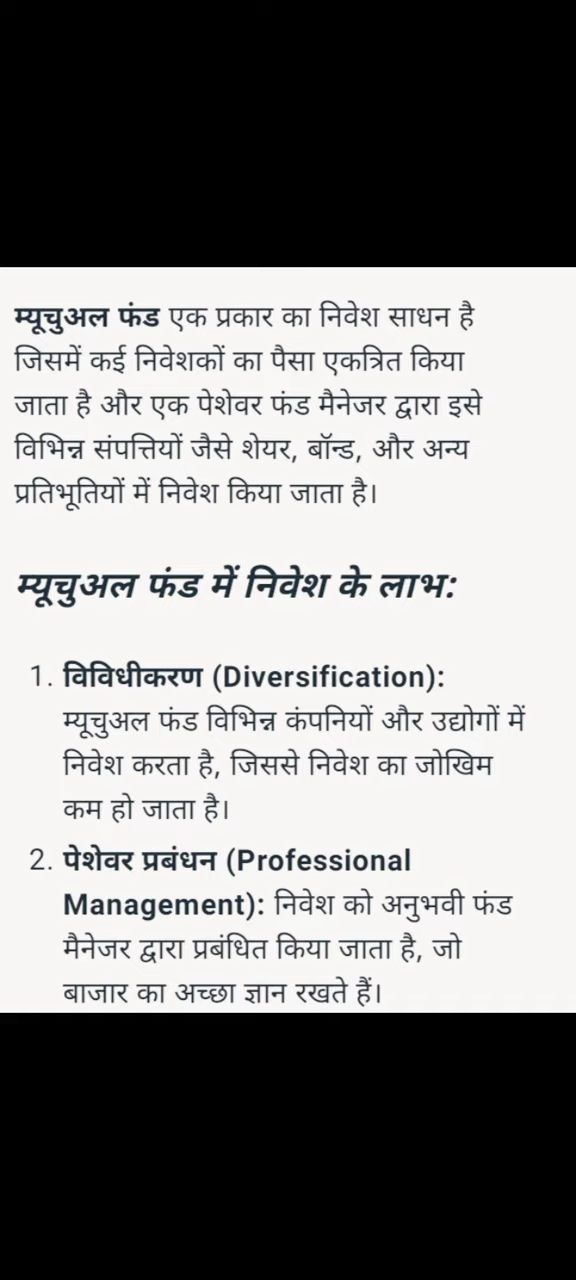 म्यूचुअल फंड एक प्रकार का निवेश साधन है
जिसमें कई निवेशकों का पैसा एकत्रित किया
जाता है और एक पेशेवर फंड मैनेजर द्वारा इसे
विभिन्न संपत्तियों जैसे शेयर, बॉन्ड, और अन्य
प्रतिभूतियों में निवेश किया जाता है।
म्यूचुअल फंड में निवेश के लाभ:
1. विविधीकरण (Diversification):
म्यूचुअल फंड विभिन्न कंपनियों और उद्योगों में
निवेश करता है, जिससे निवेश का जोखिम
कम हो जाता है।
2. पेशेवर प्रबंधन (Professional
Management): निवेश को अनुभवी फंड
मैनेजर द्वारा प्रबंधित किया जाता है, जो
बाजार का अच्छा ज्ञान रखते हैं।